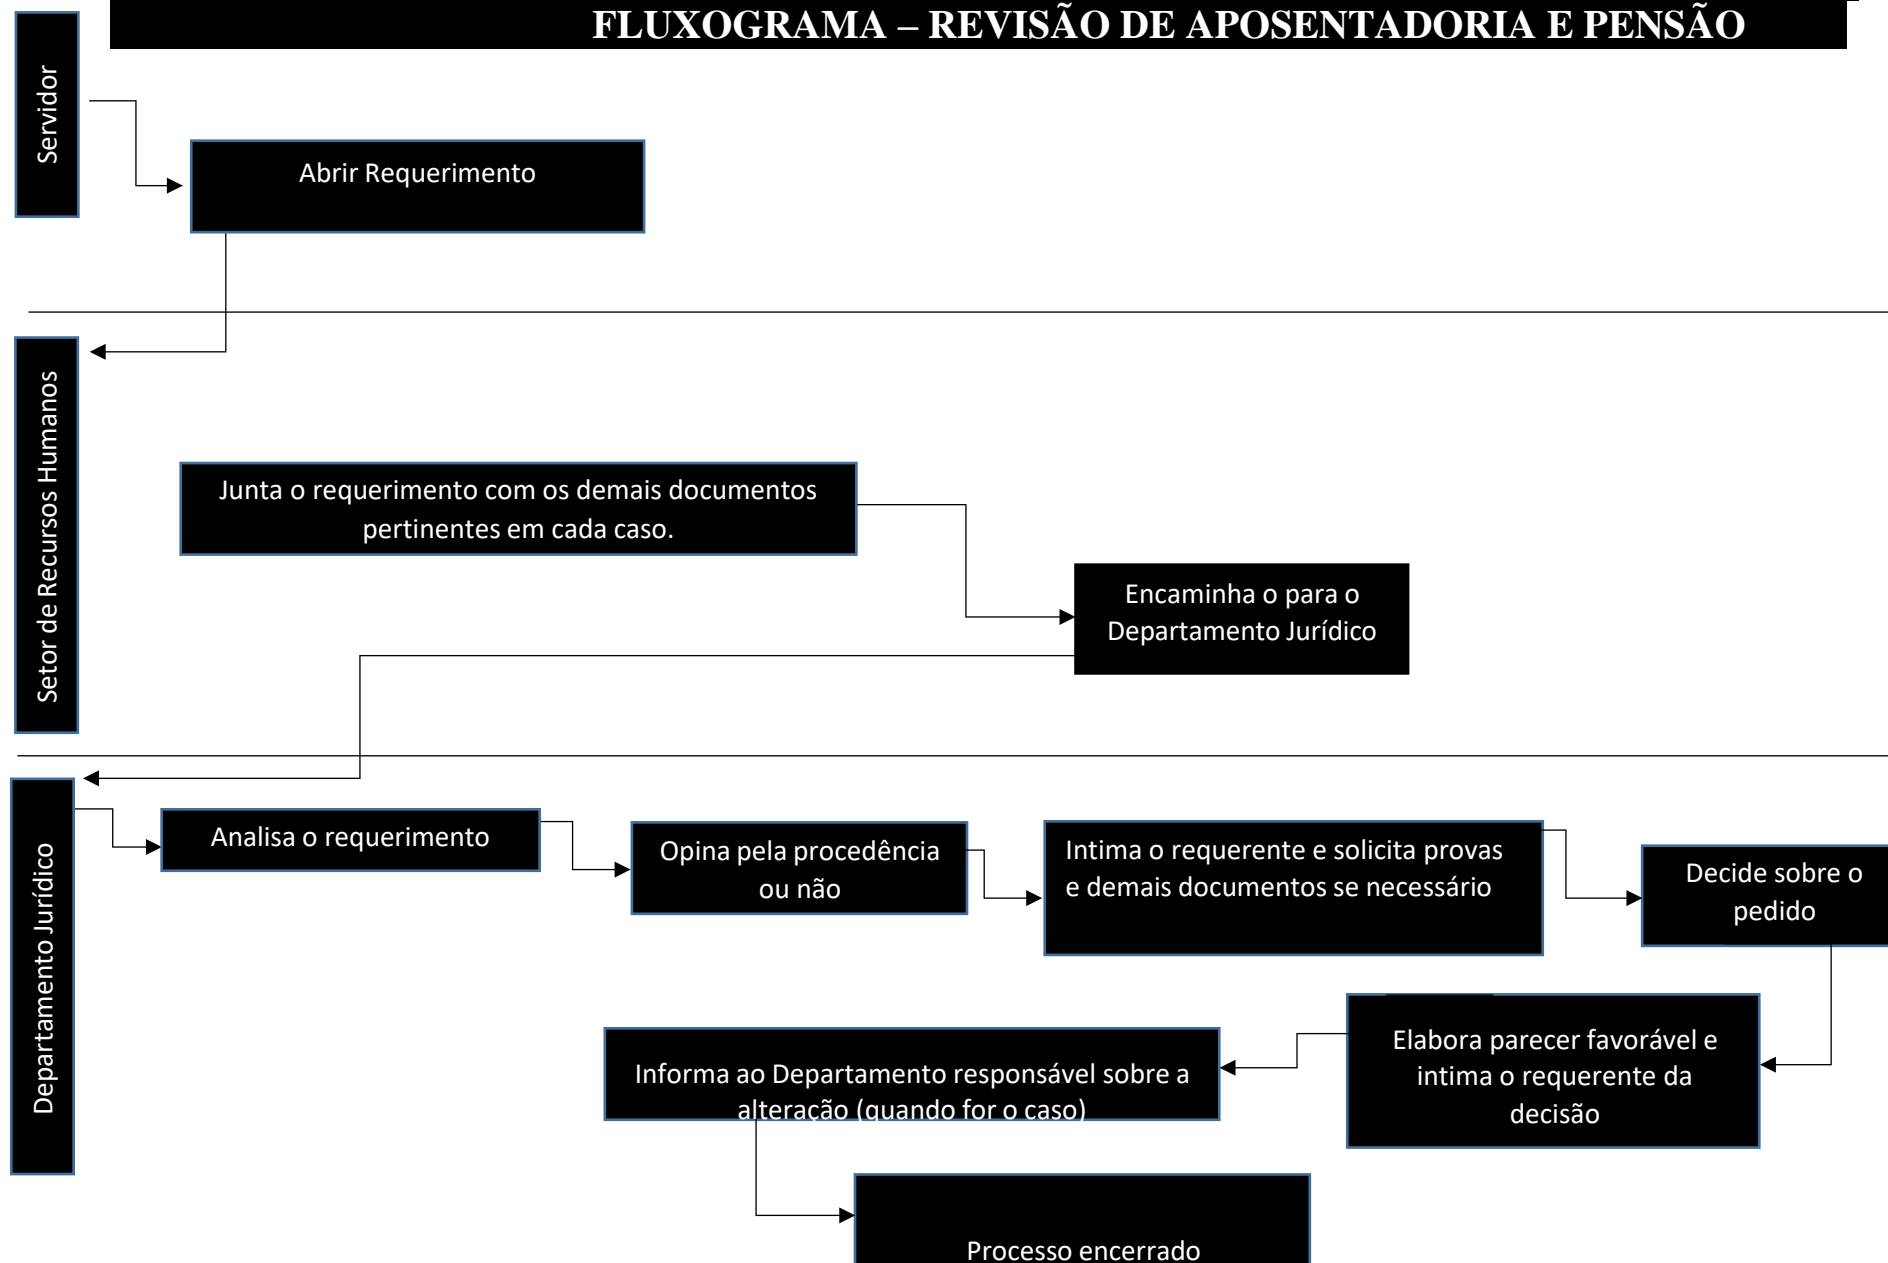 FLUXOGRAMA – REVISÃO DE APOSENTADORIA E PENSÃO
Servidor
Abrir Requerimento
Setor de Recursos Humanos
Junta o requerimento com os demais documentos
pertinentes em cada caso.
Encaminha o para o
Departamento Jurídico
Departamento Jurídico
Analisa o requerimento
Opina pela procedência
ou não
Intima o requerente e solicita provas
e demais documentos se necessário
Decide sobre o
pedido
Elabora parecer favorável e
intima o requerente da
decisão
Informa ao Departamento responsável sobre a
alteração (quando for o caso)
Processo encerrado